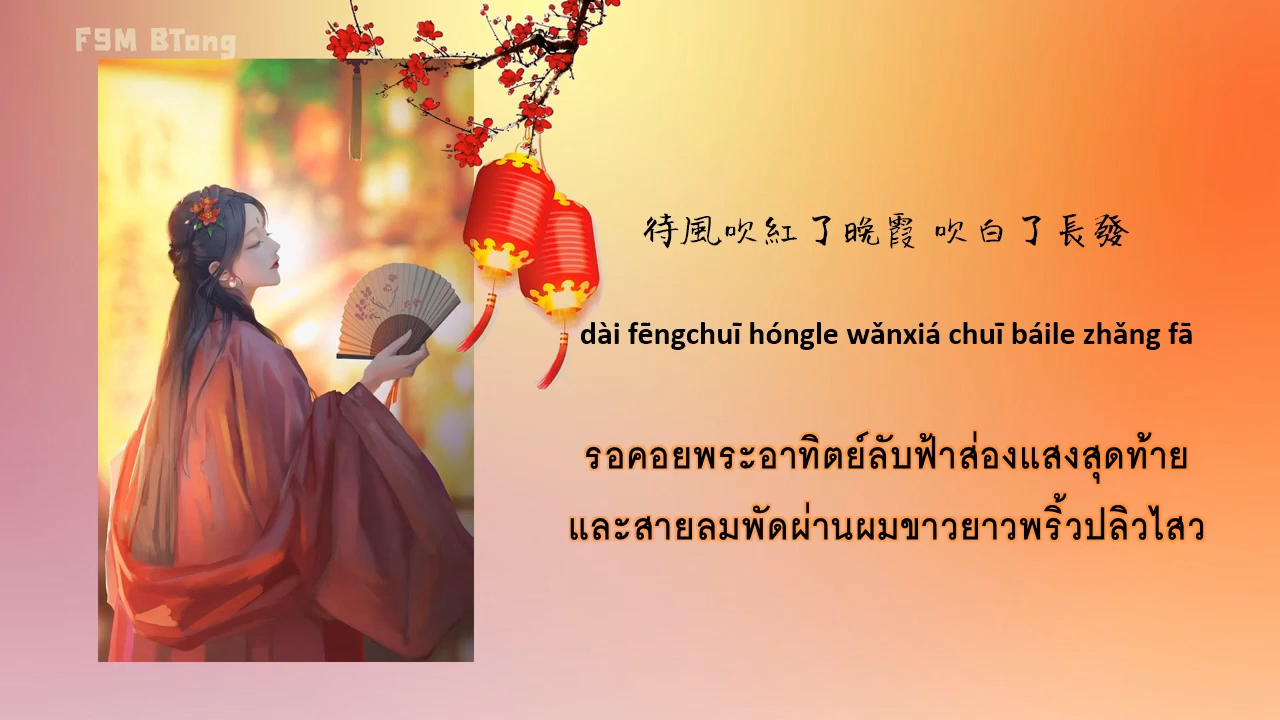 F9M BTong
待風吹紅了晚霞 吹白了長發
dài fēngchuī hóngle wǎnxiá chuī báile zhǎng fā
รอคอยพระอาทิตย์ลับฟ้าส่องแสงสุดท้าย
และสายลมพัดผ่านผมขาวยาวพริ้วปลิวไสว